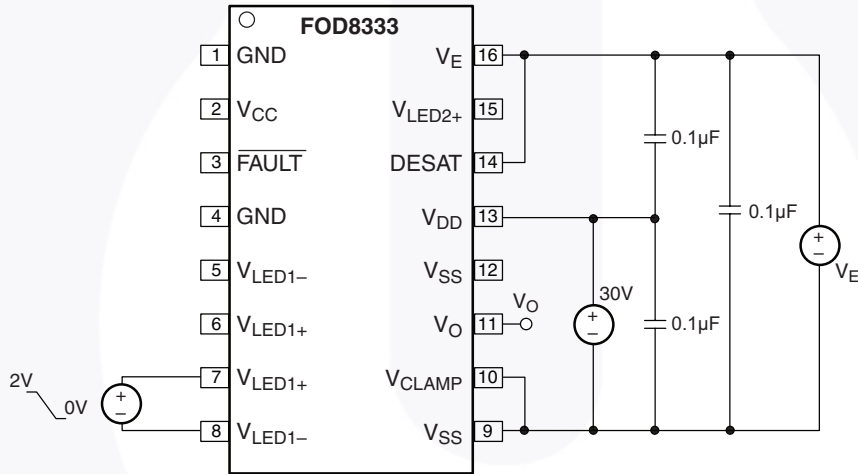 FOD8333
1 GND
2 VCC
3 FAULT
4 GND
5 VLED1–
6 VLED1+
7 VLED1+
8 VLED1–
VE 16
VLED2+ 15
DESAT 14
VDD 13
VSS 12
VO 11
VCLAMP 10
VSS 9
2V
0V
+
–
VO
30V
+
–
0.1µF
0.1µF
0.1µF
+
–
VE